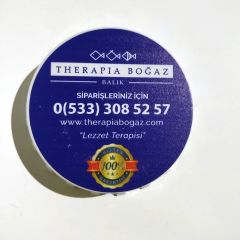 THERAPIA BOĞAZ
BALIK
SİPARİŞLERİNİZ İÇİN
0(533) 308 52 57
www.therapiabogaz.com
"Lezzet Terapisi"
100%